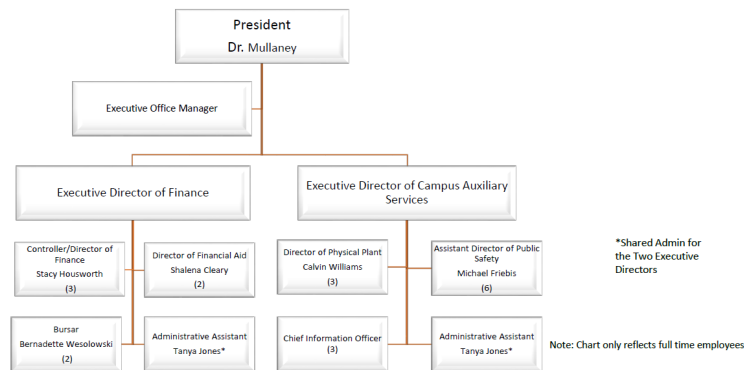 President
Dr. Mullaney
Executive Office Manager
Executive Director of Finance
Executive Director of Campus Auxiliary
Services
Controller/Director of
Finance
Stacy Housworth
(3)
Director of Financial Aid
Shalena Cleary
(2)
Director of Physical Plant
Calvin Williams
(3)
Assistant Director of Public
Safety
Michael Friebis
(6)
*Shared Admin for
the Two Executive
Directors
Bursar
Bernadette Wesolowski
(2)
Administrative Assistant
Tanya Jones*
Chief Information Officer
(3)
Administrative Assistant
Tanya Jones*
Note: Chart only reflects full time employees